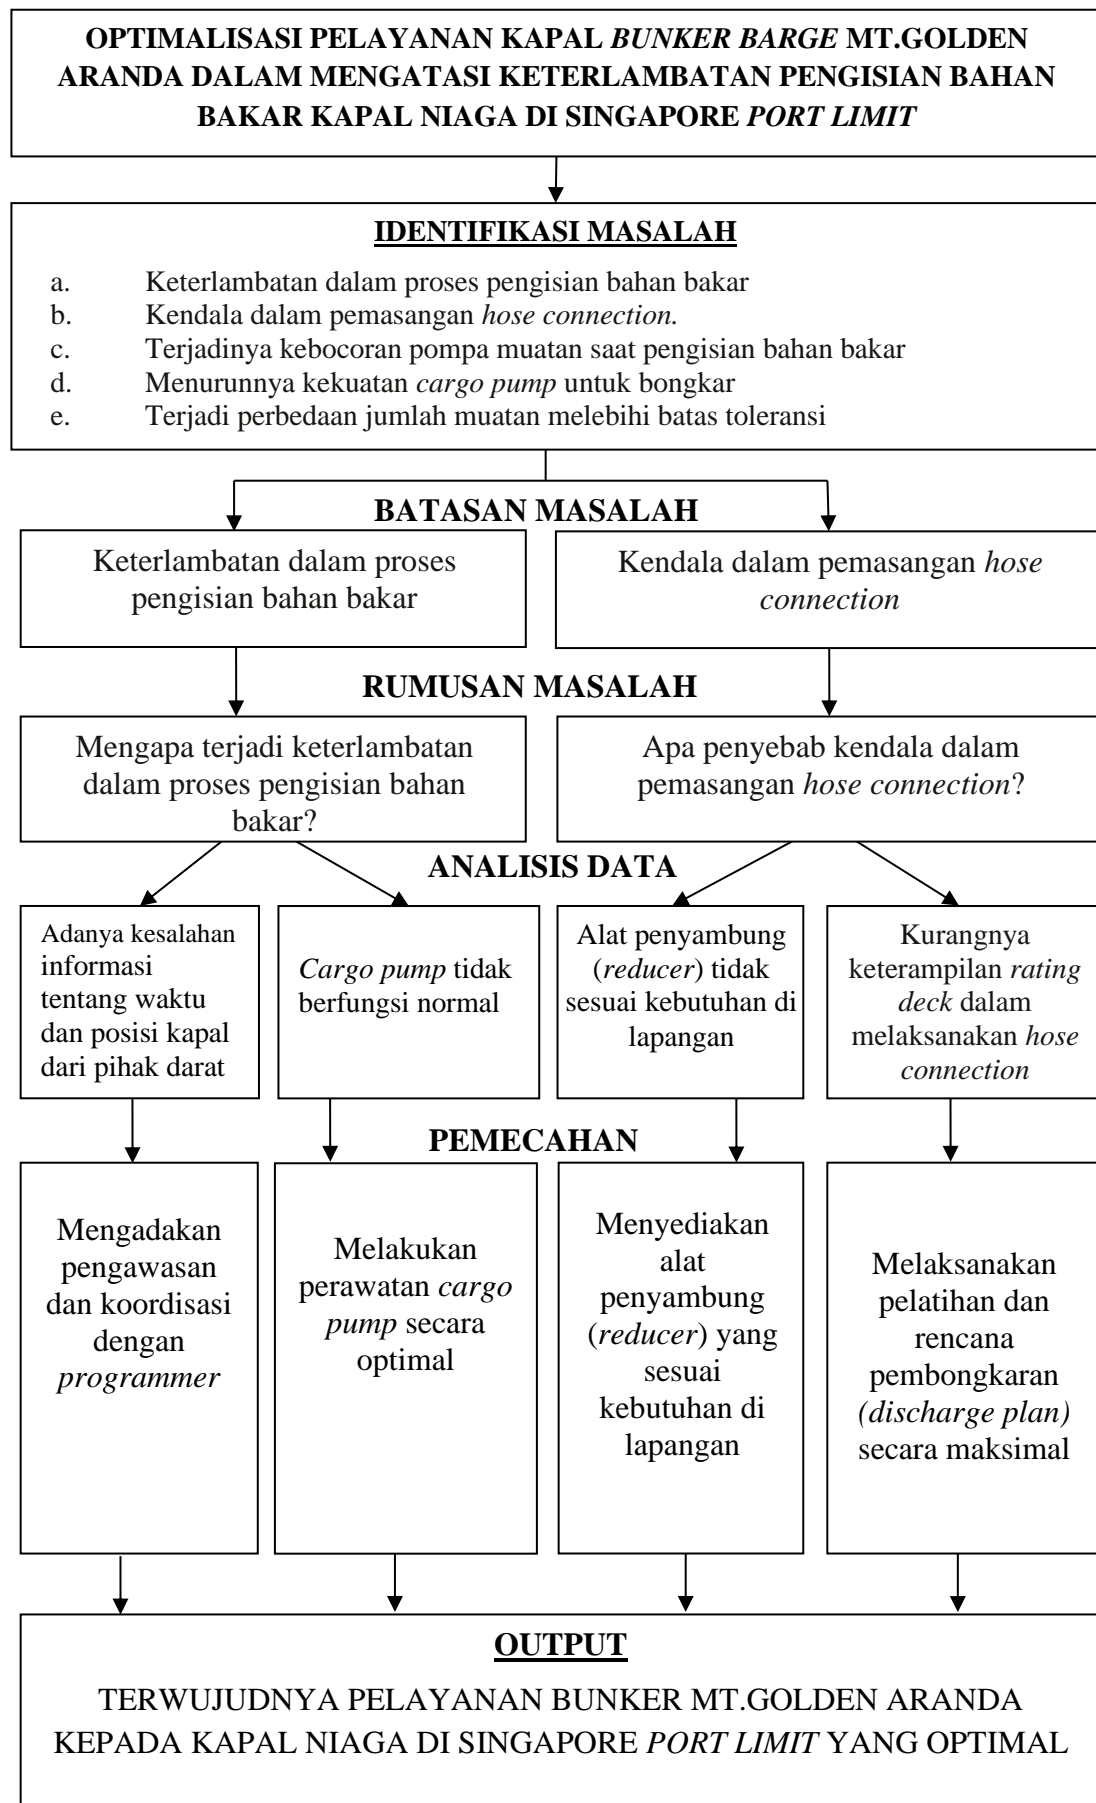 OPTIMALISASI PELAYANAN KAPAL BUNKER BARGE MT.GOLDEN
ARANDA DALAM MENGATASI KETERLAMBATAN PENGISIAN BAHAN
BAKAR KAPAL NIAGA DI SINGAPORE PORT LIMIT
IDENTIFIKASI MASALAH
a. Keterlambatan dalam proses pengisian bahan bakar
b. Kendala dalam pemasangan hose connection.
c. Terjadinya kebocoran pompa muatan saat pengisian bahan bakar
d. Menurunnya kekuatan cargo pump untuk bongkar
e. Terjadi perbedaan jumlah muatan melebihi batas toleransi
BATASAN MASALAH
Keterlambatan dalam proses
pengisian bahan bakar
Kendala dalam pemasangan hose
connection
RUMUSAN MASALAH
Mengapa terjadi keterlambatan
dalam proses pengisian bahan
bakar?
Apa penyebab kendala dalam
pemasangan hose connection?
ANALISIS DATA
Adanya kesalahan
informasi
tentang waktu
dan posisi kapal
dari pihak darat
Cargo pump tidak
berfungsi normal
Alat penyambung
(reducer) tidak
sesuai kebutuhan di
lapangan
Kurangnya
keterampilan rating
deck dalam
melaksanakan hose
connection
PEMECAHAN
Mengadakan
pengawasan
dan koordisasi
dengan
programmer
Melakukan
perawatan cargo
pump secara
optimal
Menyediakan
alat
penyambung
(reducer) yang
sesuai
kebutuhan di
lapangan
Melaksanakan
pelatihan dan
rencana
pembongkaran
(discharge plan)
secara maksimal
OUTPUT
TERWUJUDNYA PELAYANAN BUNKER MT.GOLDEN ARANDA
KEPADA KAPAL NIAGA DI SINGAPORE PORT LIMIT YANG OPTIMAL